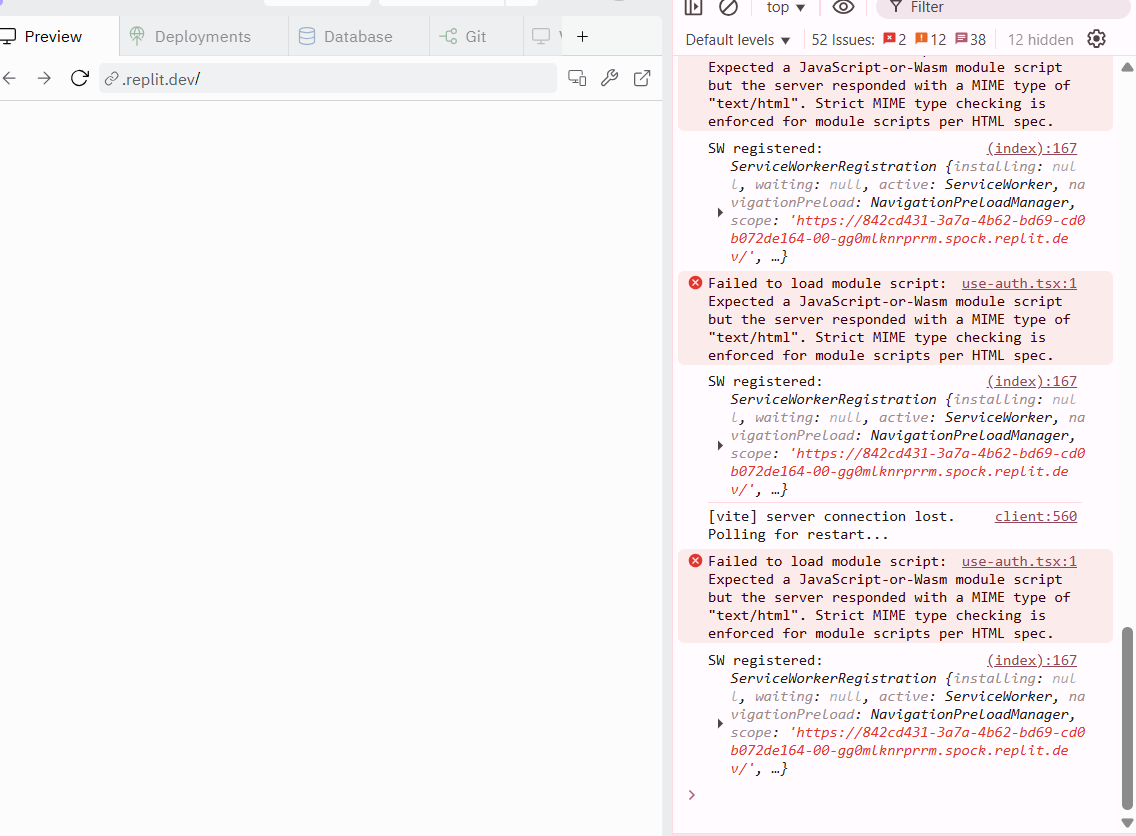 Preview
Deployments
Database
Git
top
Filter
.replit.dev/
Default levels
52 Issues: 2 12 38
12 hidden
Expected a JavaScript-or-Wasm module script
but the server responded with a MIME type of
"text/html". Strict MIME type checking is
enforced for module scripts per HTML spec.
SW registered: (index):167
ServiceWorkerRegistration {installing: nul
l, waiting: null, active: ServiceWorker, na
vigationPreload: NavigationPreloadManager,
scope: 'https://842cd431-3a7a-4b62-bd69-cd0
b072de164-00-gg0mlknrprrm.spock.replit.de
v/', …}
Failed to load module script: use-auth.tsx:1
Expected a JavaScript-or-Wasm module script
but the server responded with a MIME type of
"text/html". Strict MIME type checking is
enforced for module scripts per HTML spec.
SW registered: (index):167
ServiceWorkerRegistration {installing: nul
l, waiting: null, active: ServiceWorker, na
vigationPreload: NavigationPreloadManager,
scope: 'https://842cd431-3a7a-4b62-bd69-cd0
b072de164-00-gg0mlknrprrm.spock.replit.de
v/', …}
[vite] server connection lost. client:560
Polling for restart...
Failed to load module script: use-auth.tsx:1
Expected a JavaScript-or-Wasm module script
but the server responded with a MIME type of
"text/html". Strict MIME type checking is
enforced for module scripts per HTML spec.
SW registered: (index):167
ServiceWorkerRegistration {installing: nul
l, waiting: null, active: ServiceWorker, na
vigationPreload: NavigationPreloadManager,
scope: 'https://842cd431-3a7a-4b62-bd69-cd0
b072de164-00-gg0mlknrprrm.spock.replit.de
v/', …}